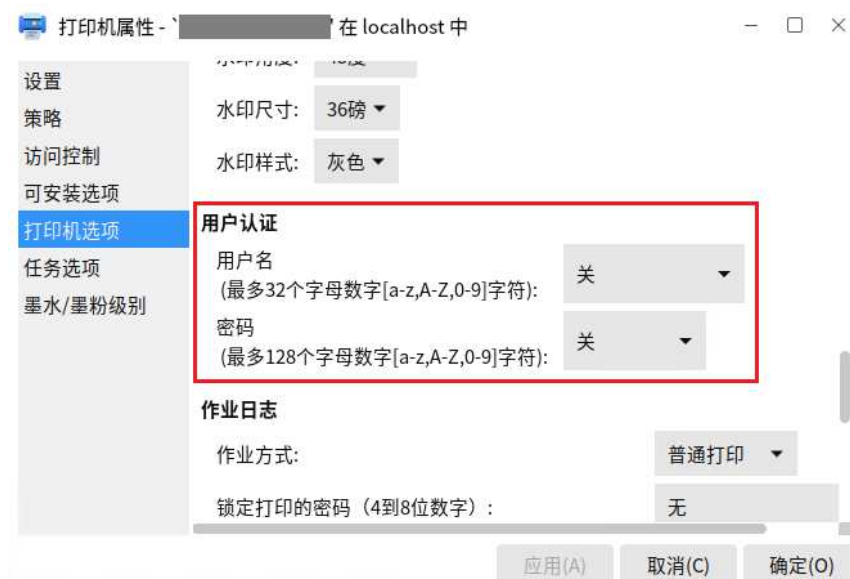 打印机属性 - `' 在 localhost 中
设置
策略
访问控制
可安装选项
打印机选项
任务选项
墨水/墨粉级别
水印尺寸: 36磅
水印样式: 灰色
用户认证
用户名
(最多32个字母数字[a-z,A-Z,0-9]字符): 关
密码
(最多128个字母数字[a-z,A-Z,0-9]字符): 关
作业日志
作业方式: 普通打印
锁定打印的密码（4到8位数字）: 无
应用(A) 取消(C) 确定(O)